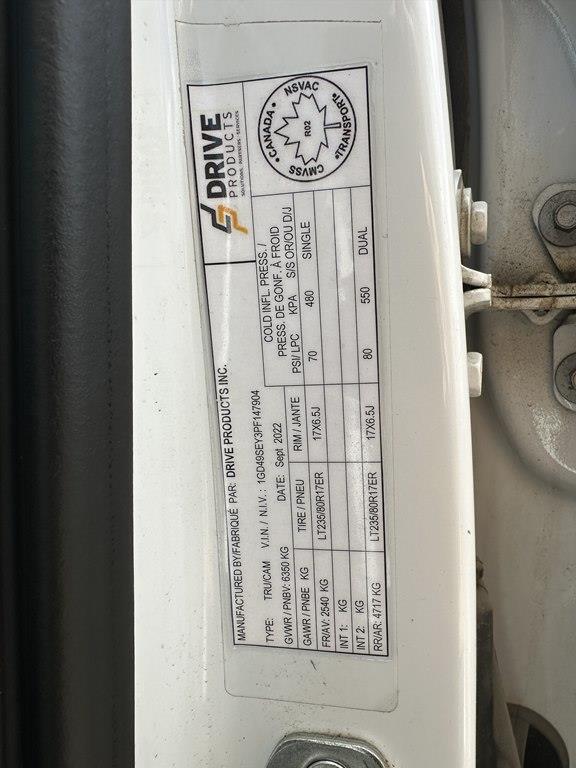 MANUFACTURED BY/FABRIQUÉ PAR: DRIVE PRODUCTS INC.
DRIVE
PRODUCTS
SOLUTIONS. PARTNERS. SERVICES
TYPE: TRU/CAM V.I.N. / N.I.V.: 1GD49SEY3PF147904
GVWR / PNBV: 6350 KG DATE: Sept 2022
COLD INFL. PRESS. /
PRESS. DE GONF. À FROID
GAWR / PNBE KG TIRE / PNEU RIM / JANTE PSI/ LPC KPA S/S OR/OU D/J
FR/AV: 2540 KG LT235/80R17ER 17X6.5J 70 480 SINGLE
INT 1: KG
INT 2: KG
RR/AR: 4717 KG LT235/80R17ER 17X6.5J 80 550 DUAL
NSVAC
CANADA
TRANSPORT
CMVSS
R02